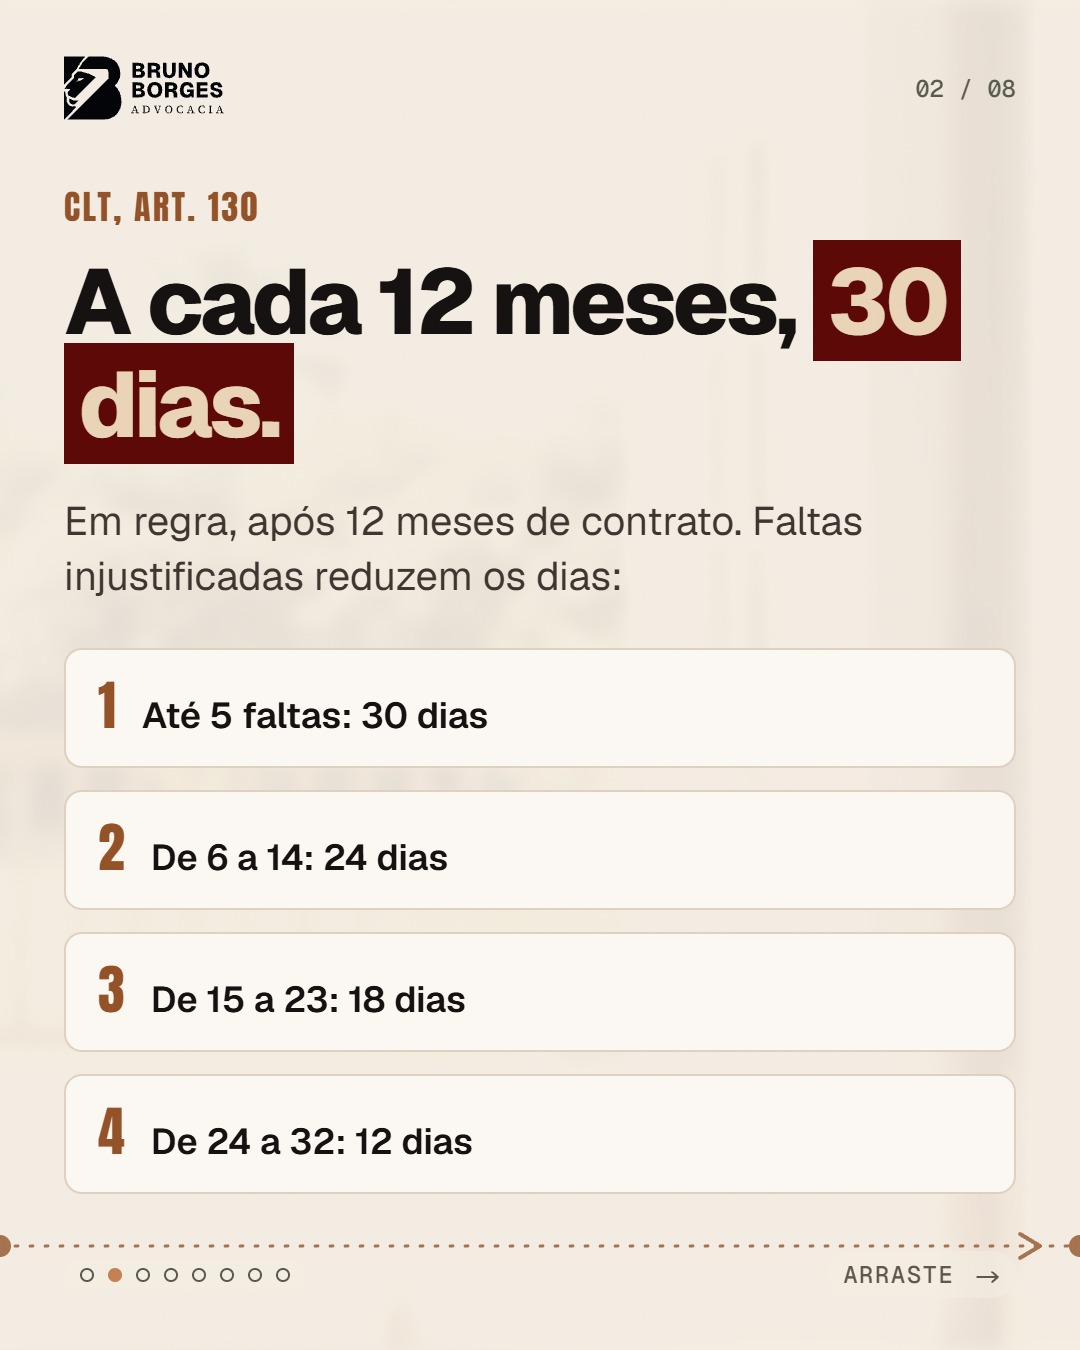 BRUNO
BORGES
ADVOCACIA
02 / 08
CLT, ART. 130
A cada 12 meses, 30
dias.
Em regra, após 12 meses de contrato. Faltas
injustificadas reduzem os dias:
1 Até 5 faltas: 30 dias
2 De 6 a 14: 24 dias
3 De 15 a 23: 18 dias
4 De 24 a 32: 12 dias
ARRASTE →